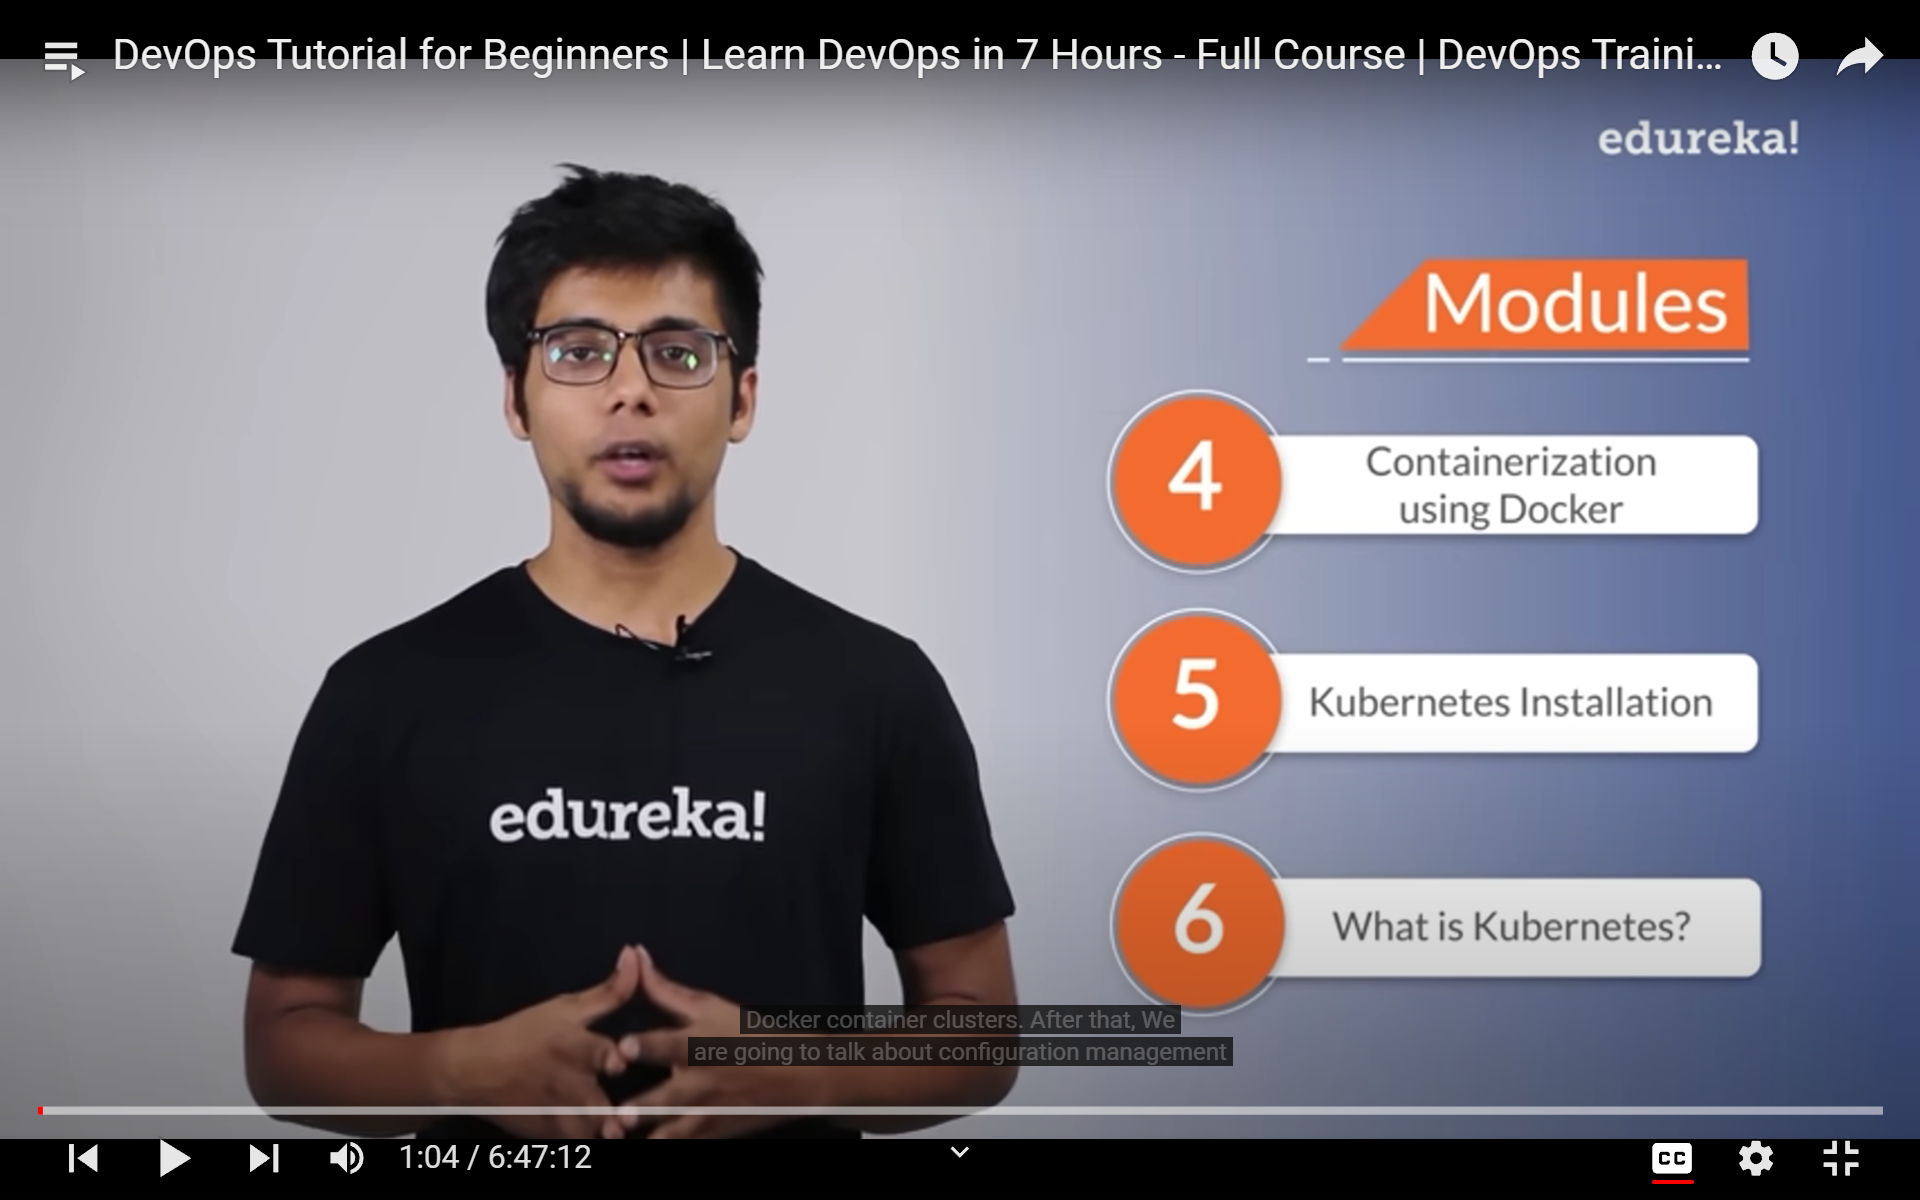 DevOps Tutorial for Beginners | Learn DevOps in 7 Hours - Full Course | DevOps Traini...
edureka!
Modules
4
Containerization
using Docker
5
Kubernetes Installation
6
What is Kubernetes?
edureka!
Docker container clusters. After that, We
are going to talk about configuration management
1:04 / 6:47:12
CC